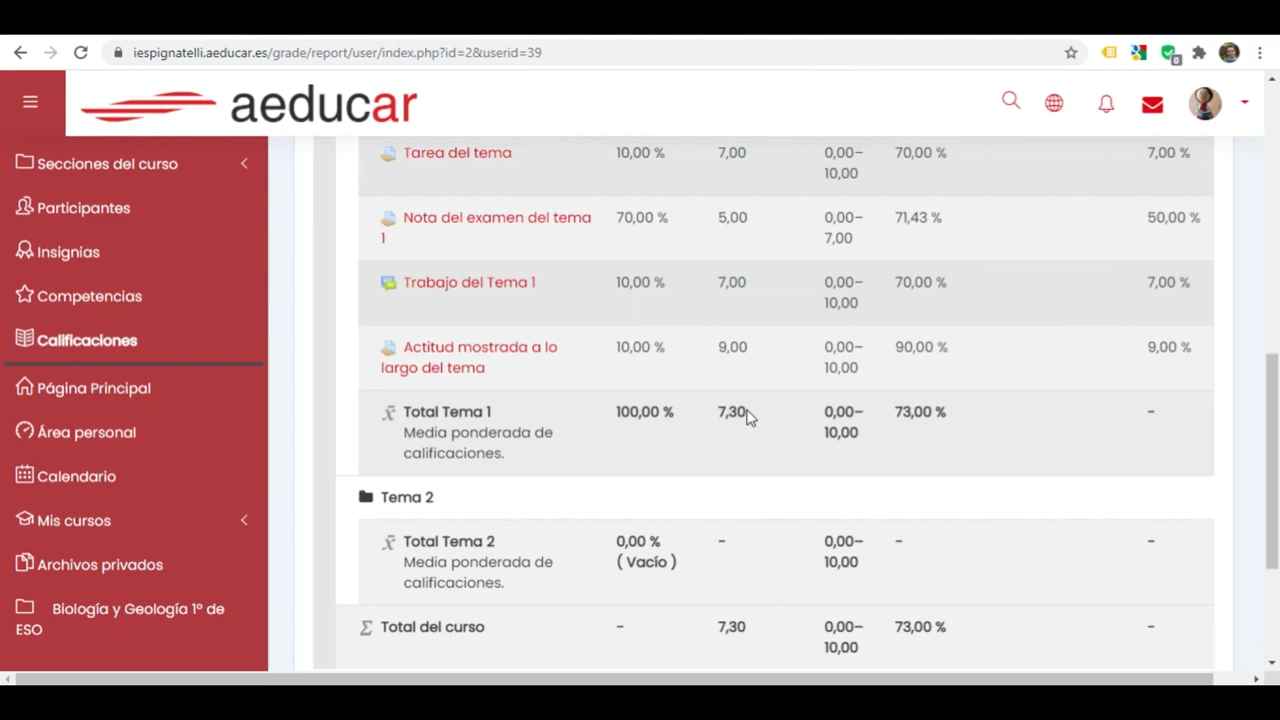 iespignatelli.aeducar.es/grade/report/user/index.php?id=2&userid=39
0
aeducar
Secciones del curso
Participantes
Insignias
Competencias
Calificaciones
Página Principal
Área personal
Calendario
Mis cursos
Archivos privados
Biología y Geología 1º de
ESO
Tarea del tema 10,00 % 7,00 0,00– 70,00 % 7,00 %
10,00
Nota del examen del tema 70,00 % 5,00 0,00– 71,43 % 50,00 %
1 7,00
Trabajo del Tema 1 10,00 % 7,00 0,00– 70,00 % 7,00 %
10,00
Actitud mostrada a lo 10,00 % 9,00 0,00– 90,00 % 9,00 %
largo del tema 10,00
Total Tema 1 100,00 % 7,30 0,00– 73,00 % -
Media ponderada de 10,00
calificaciones.
Tema 2
Total Tema 2 0,00 % - 0,00– - -
Media ponderada de ( Vacío ) 10,00
calificaciones.
Total del curso - 7,30 0,00– 73,00 % -
10,00